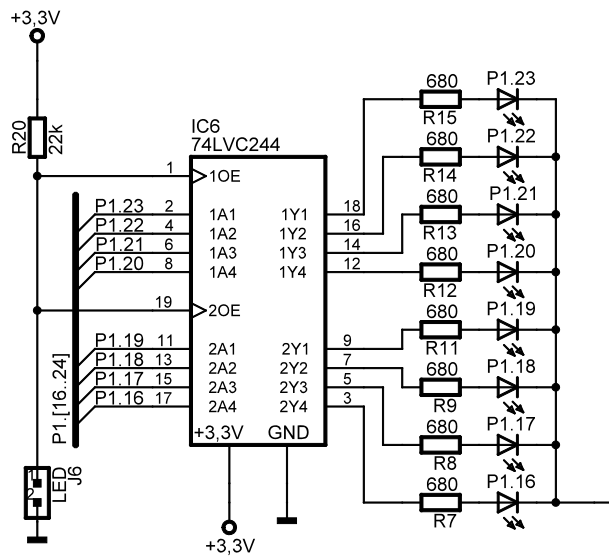 +3,3V
R20
22k
IC6
74LVC244
1
1OE
P1.23
2
1A1
1Y1
18
P1.22
4
1A2
1Y2
16
P1.21
6
1A3
1Y3
14
P1.20
8
1A4
1Y4
12
19
2OE
P1.19
11
2A1
2Y1
9
P1.18
13
2A2
2Y2
7
P1.17
15
2A3
2Y3
5
P1.16
17
2A4
2Y4
3
P1.[16..24]
+3,3V
GND
+3,3V
1
2
LED
J6
680
R15
P1.23
680
R14
P1.22
680
R13
P1.21
680
R12
P1.20
680
R11
P1.19
680
R9
P1.18
680
R8
P1.17
680
R7
P1.16